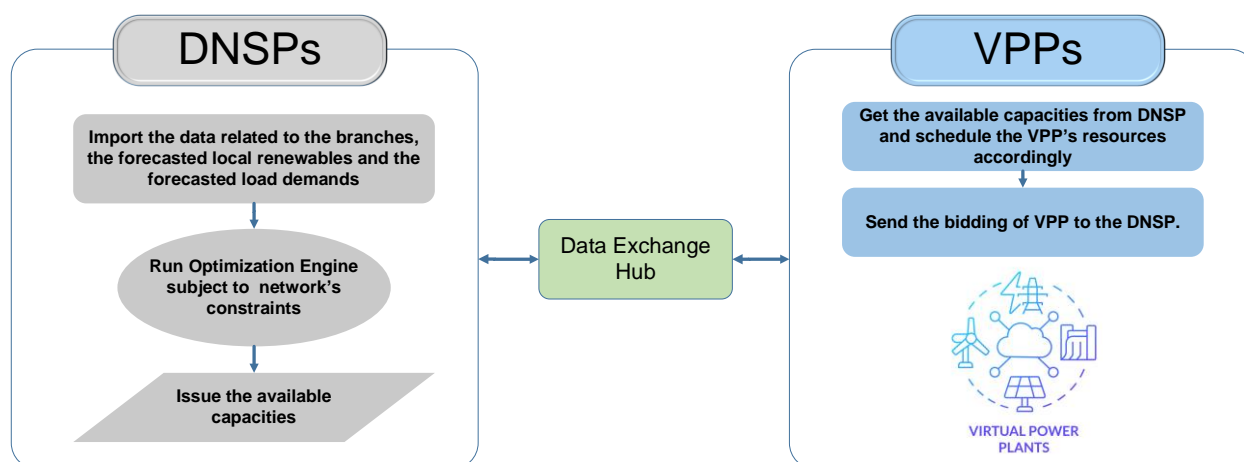 DNSPs
Import the data related to the branches,
the forecasted local renewables and the
forecasted load demands
Run Optimization Engine
subject to network's
constraints
Issue the available
capacities
Data Exchange
Hub
VPPs
Get the available capacities from DNSP
and schedule the VPP's resources
accordingly
Send the bidding of VPP to the DNSP.
VIRTUAL POWER
PLANTS